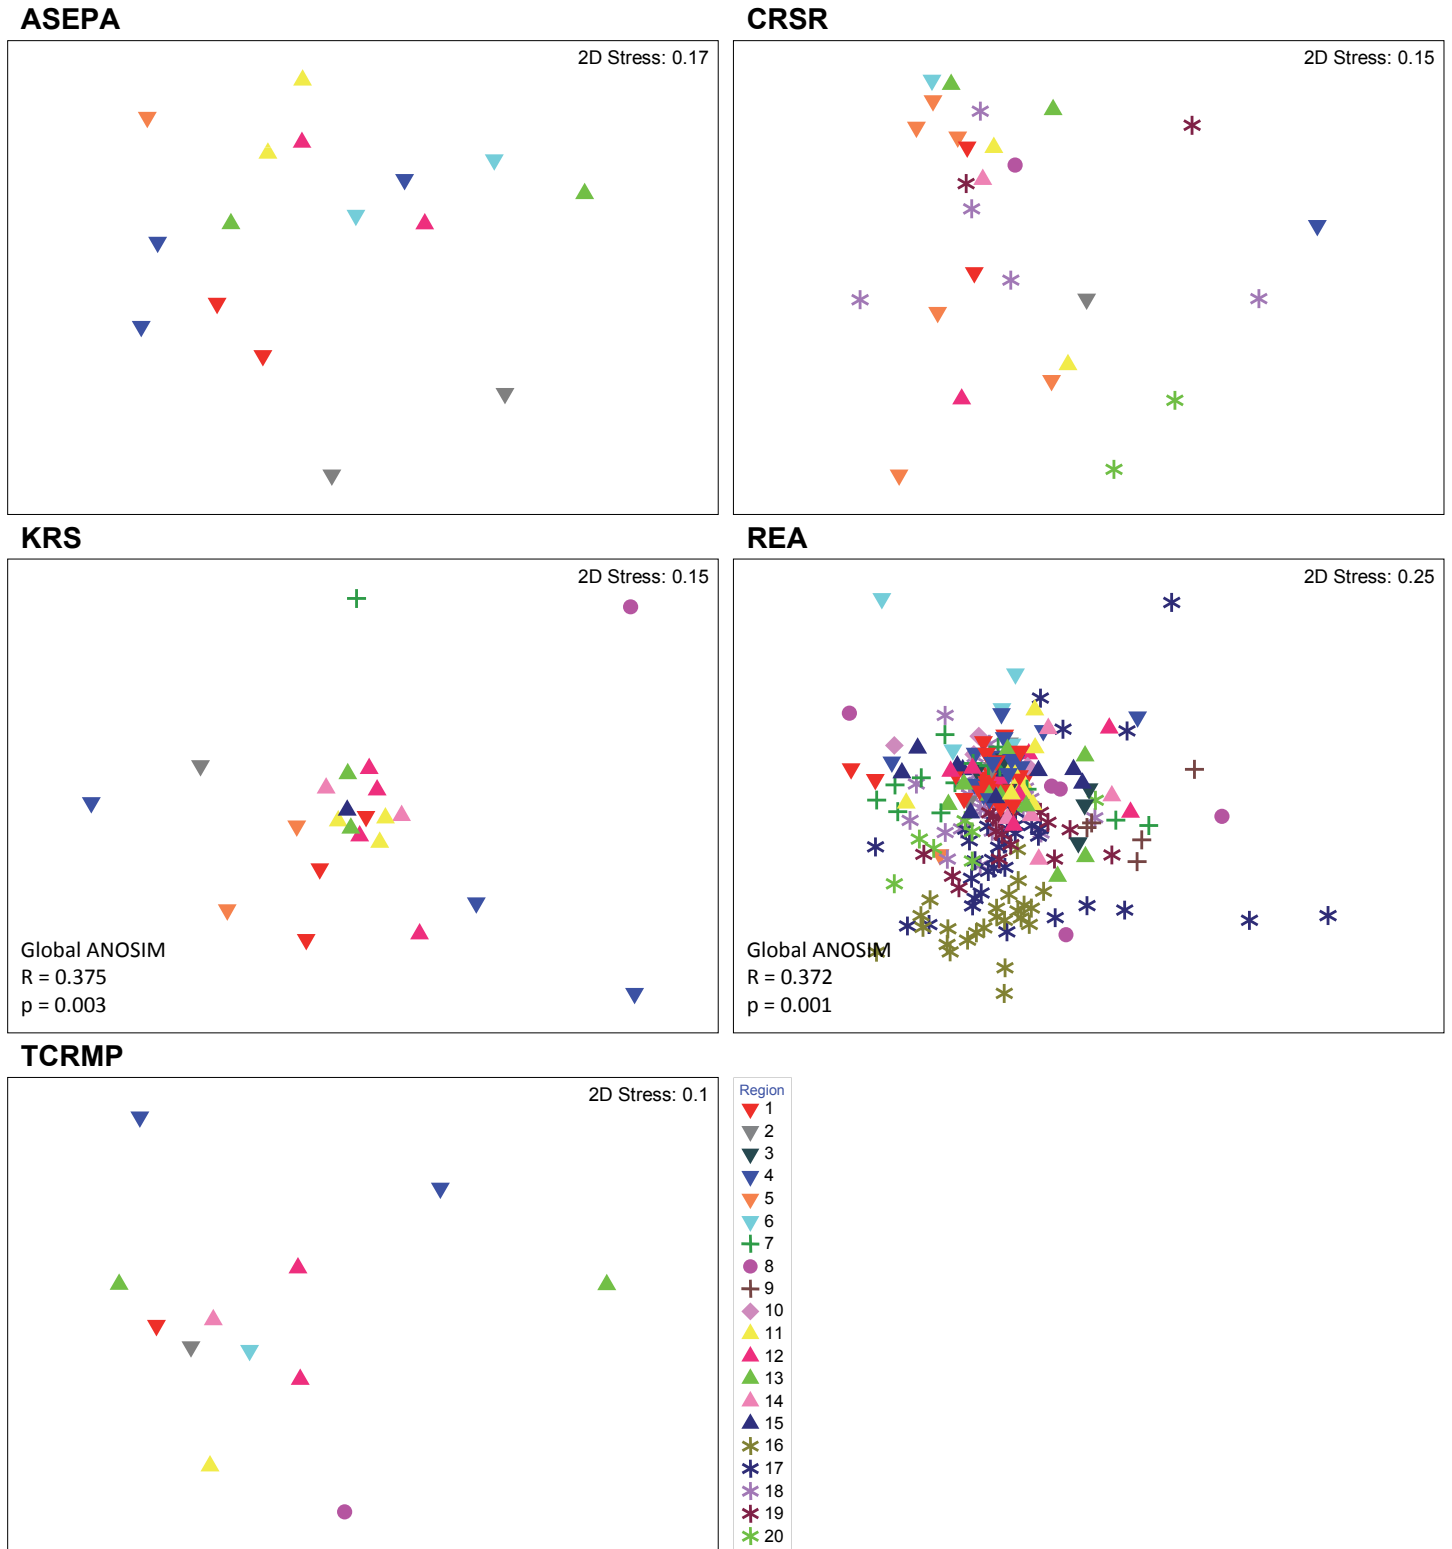 ASEPA
2D Stress: 0.17
CRSR
2D Stress: 0.15
KRS
2D Stress: 0.15
Global ANOSIM
R = 0.375
p = 0.003
REA
2D Stress: 0.25
Global ANOSIM
R = 0.372
p = 0.001
TCRMP
2D Stress: 0.1
Region
1
2
3
4
5
6
7
8
9
10
11
12
13
14
15
16
17
18
19
20